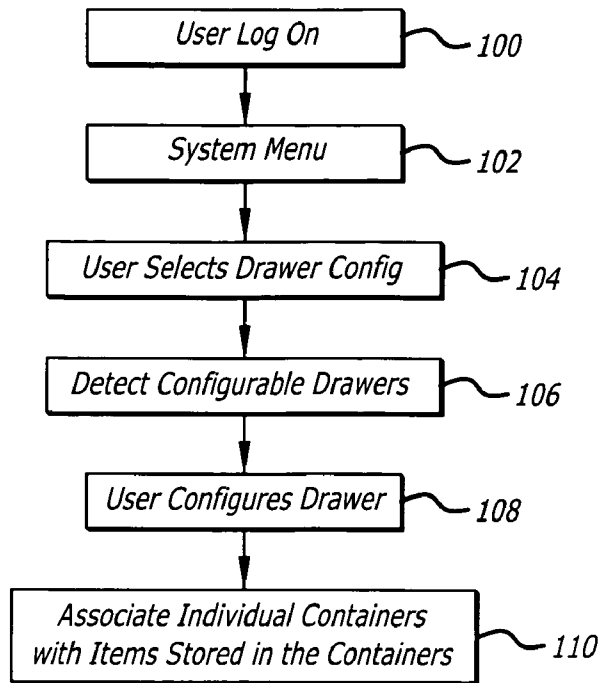 User Log On
100
System Menu
102
User Selects Drawer Config
104
Detect Configurable Drawers
106
User Configures Drawer
108
Associate Individual Containers
with Items Stored in the Containers
110